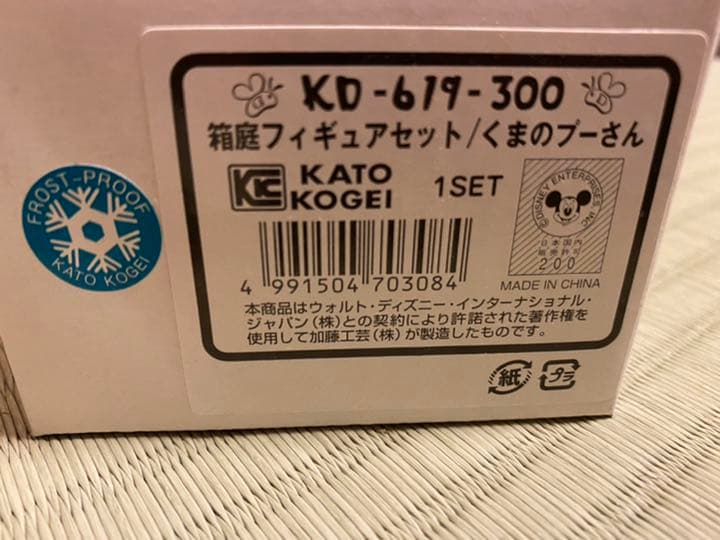 KD-619-300
箱庭フィギュアセット/くまのプーさん
KIC KATO KOGEI
1SET
FROST-PROOF
KATO KOGEI
©DISNEY ENTERPRISES INC
日本国内
販売許可
200
4 991504 703084
MADE IN CHINA
本商品はウォルト・ディズニー・インターナショナル・
ジャパン(株)との契約により許諾された著作権を
使用して加藤工芸(株)が製造したものです。
紙
プラ